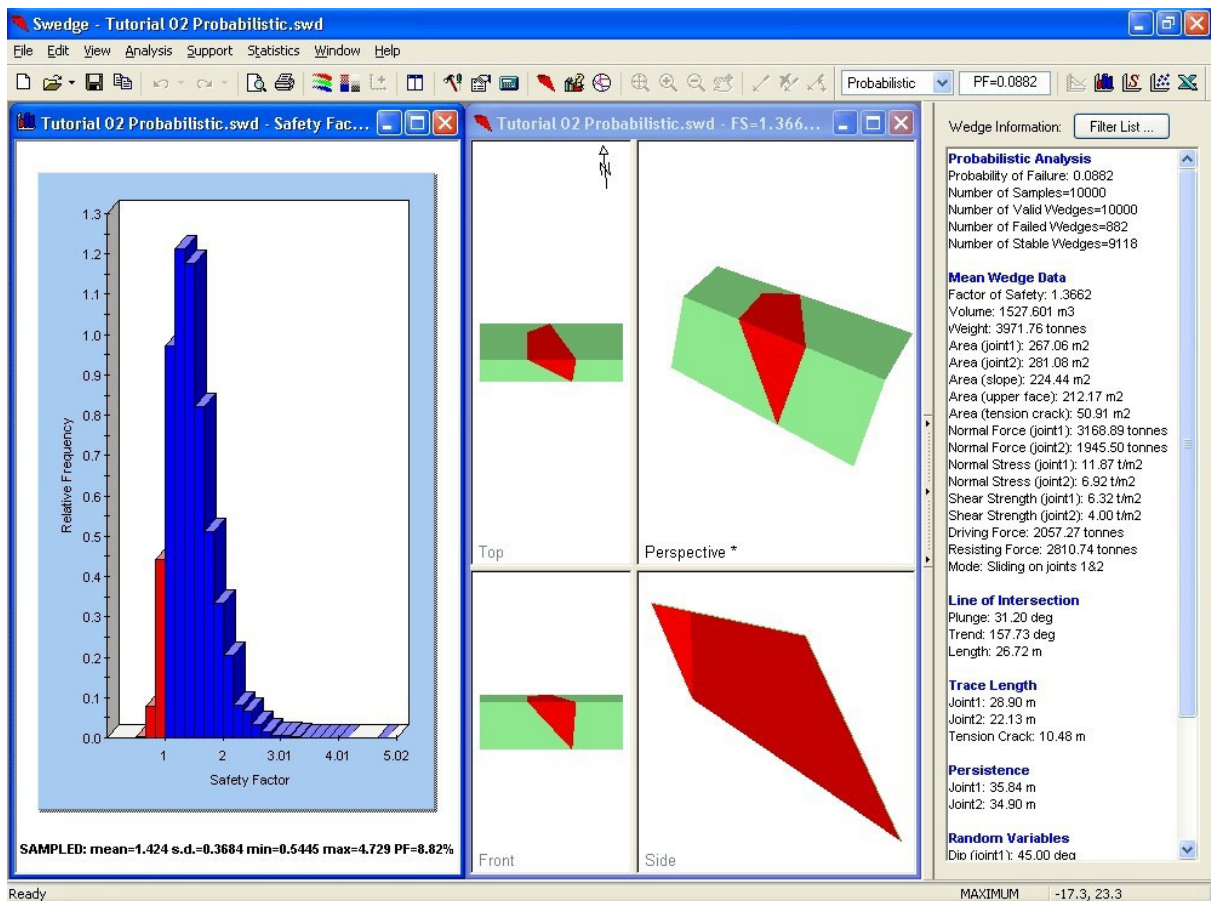 Swedge - Tutorial 02 Probabilistic.swd
File Edit View Analysis Support Statistics Window Help
Probabilistic PF=0.0882
Tutorial 02 Probabilistic.swd - Safety Fac...
1.3
1.2
1.1
1.0
0.9
0.8
0.7
0.6
0.5
0.4
0.3
0.2
0.1
0.0
Relative Frequency
1 2 3.01 4.01 5.02
Safety Factor
SAMPLED: mean=1.424 s.d.=0.3684 min=0.5445 max=4.729 PF=8.82%
Tutorial 02 Probabilistic.swd - FS=1.366...
N
Top
Perspective *
Front
Side
Wedge Information: Filter List ...
Probabilistic Analysis
Probability of Failure: 0.0882
Number of Samples=10000
Number of Valid Wedges=10000
Number of Failed Wedges=882
Number of Stable Wedges=9118
Mean Wedge Data
Factor of Safety: 1.3662
Volume: 1527.601 m3
Weight: 3971.76 tonnes
Area (joint1): 267.06 m2
Area (joint2): 281.08 m2
Area (slope): 224.44 m2
Area (upper face): 212.17 m2
Area (tension crack): 50.91 m2
Normal Force (joint1): 3168.89 tonnes
Normal Force (joint2): 1945.50 tonnes
Normal Stress (joint1): 11.87 t/m2
Normal Stress (joint2): 6.92 t/m2
Shear Strength (joint1): 6.32 t/m2
Shear Strength (joint2): 4.00 t/m2
Driving Force: 2057.27 tonnes
Resisting Force: 2810.74 tonnes
Mode: Sliding on joints 1&2
Line of Intersection
Plunge: 31.20 deg
Trend: 157.73 deg
Length: 26.72 m
Trace Length
Joint1: 28.90 m
Joint2: 22.13 m
Tension Crack: 10.48 m
Persistence
Joint1: 35.84 m
Joint2: 34.90 m
Random Variables
Dip (joint1): 45.00 deg
Ready
MAXIMUM -17.3, 23.3